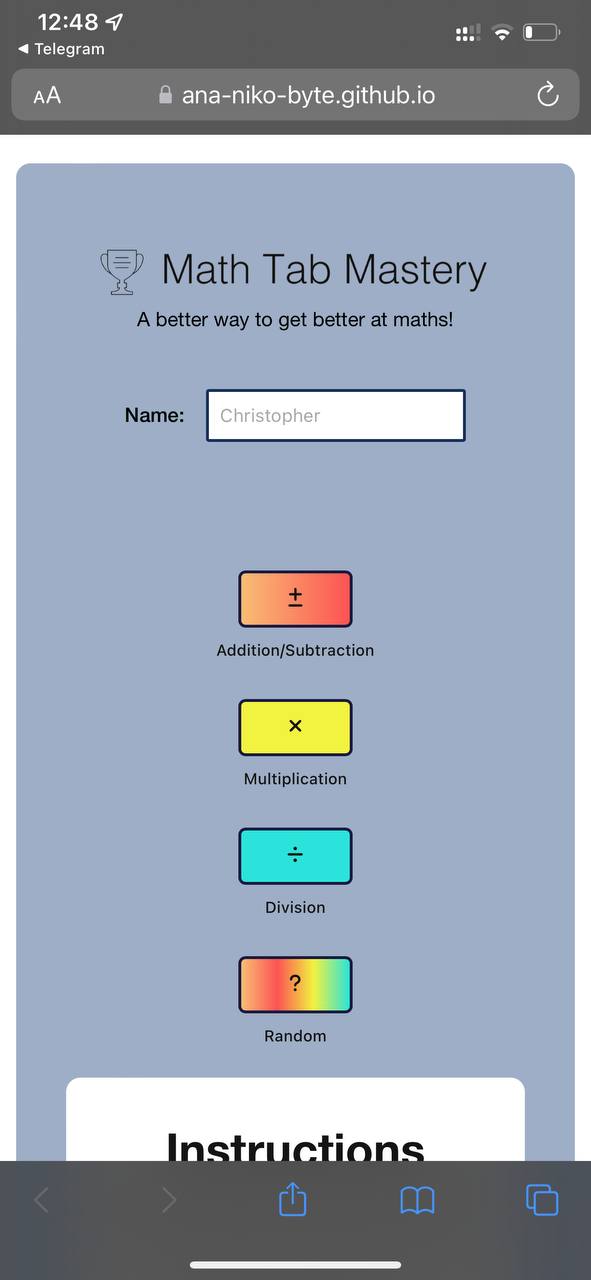 12:48
◀ Telegram
AA ana-niko-byte.github.io
Math Tab Mastery
A better way to get better at maths!
Name: Christopher
±
Addition/Subtraction
×
Multiplication
÷
Division
?
Random
Instructions